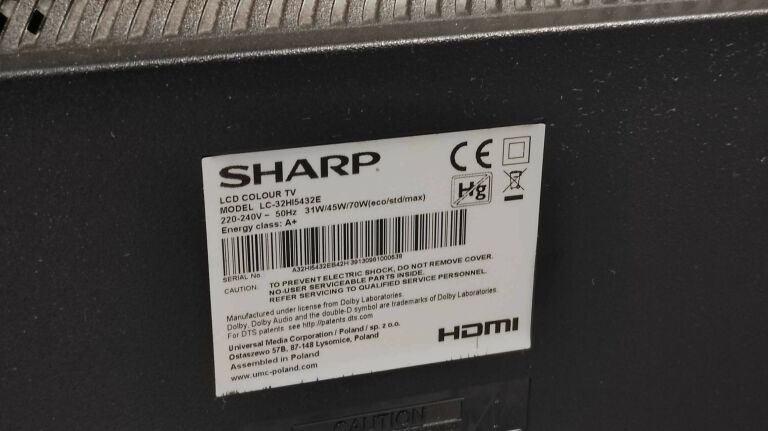 SHARP
LCD COLOUR TV
MODEL LC-32HI5432E
220-240V ~ 50Hz 31W/45W/70W(eco/std/max)
Energy class: A+
Hg
A32HI5432EB42H 39130981000638
SERIAL No.
CAUTION: TO PREVENT ELECTRIC SHOCK, DO NOT REMOVE COVER.
NO-USER SERVICEABLE PARTS INSIDE.
REFER SERVICING TO QUALIFIED SERVICE PERSONNEL.
Manufactured under license from Dolby Laboratories.
Dolby, Dolby Audio and the double-D symbol are trademarks of Dolby Laboratories.
For DTS patents see http://patents.dts.com
Universal Media Corporation / Poland / sp. z o.o.
Ostaszewo 57B, 87-148 Lysomice, Poland
Assembled in Poland
www.umc-poland.com
HDMI
CAUTION